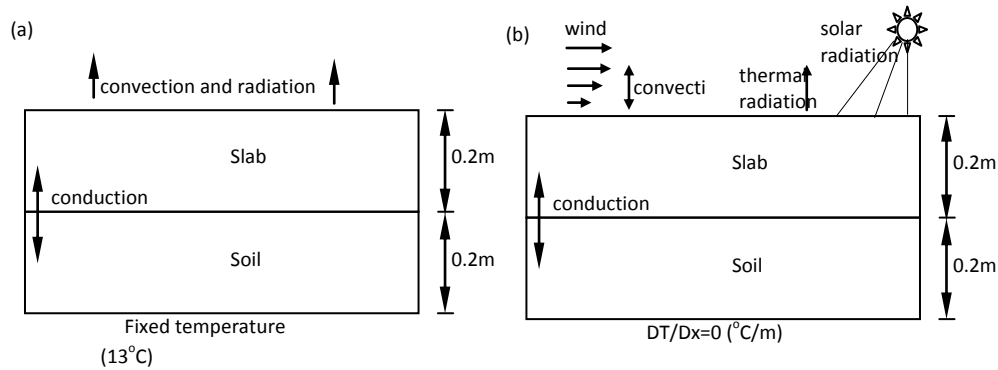 (a)
convection and radiation
Slab
0.2m
conduction
Soil
0.2m
Fixed temperature
(13°C)
(b)
wind
solar
radiation
convecti
thermal
radiation
Slab
0.2m
conduction
Soil
0.2m
DT/Dx=0 (°C/m)